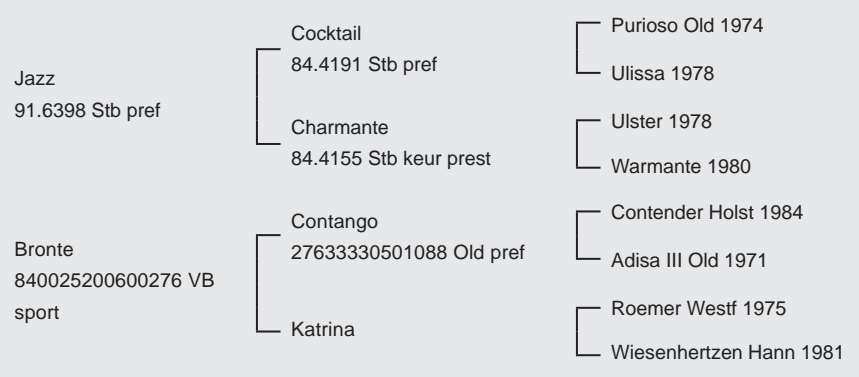 Jazz
91.6398 Stb pref
Bronte
840025200600276 VB
sport
Cocktail
84.4191 Stb pref
Charmante
84.4155 Stb keur prest
Contango
27633330501088 Old pref
Katrina
Purioso Old 1974
Ulissa 1978
Ulster 1978
Warmante 1980
Contender Holst 1984
Adisa III Old 1971
Roemer Westf 1975
Wiesenhertzen Hann 1981